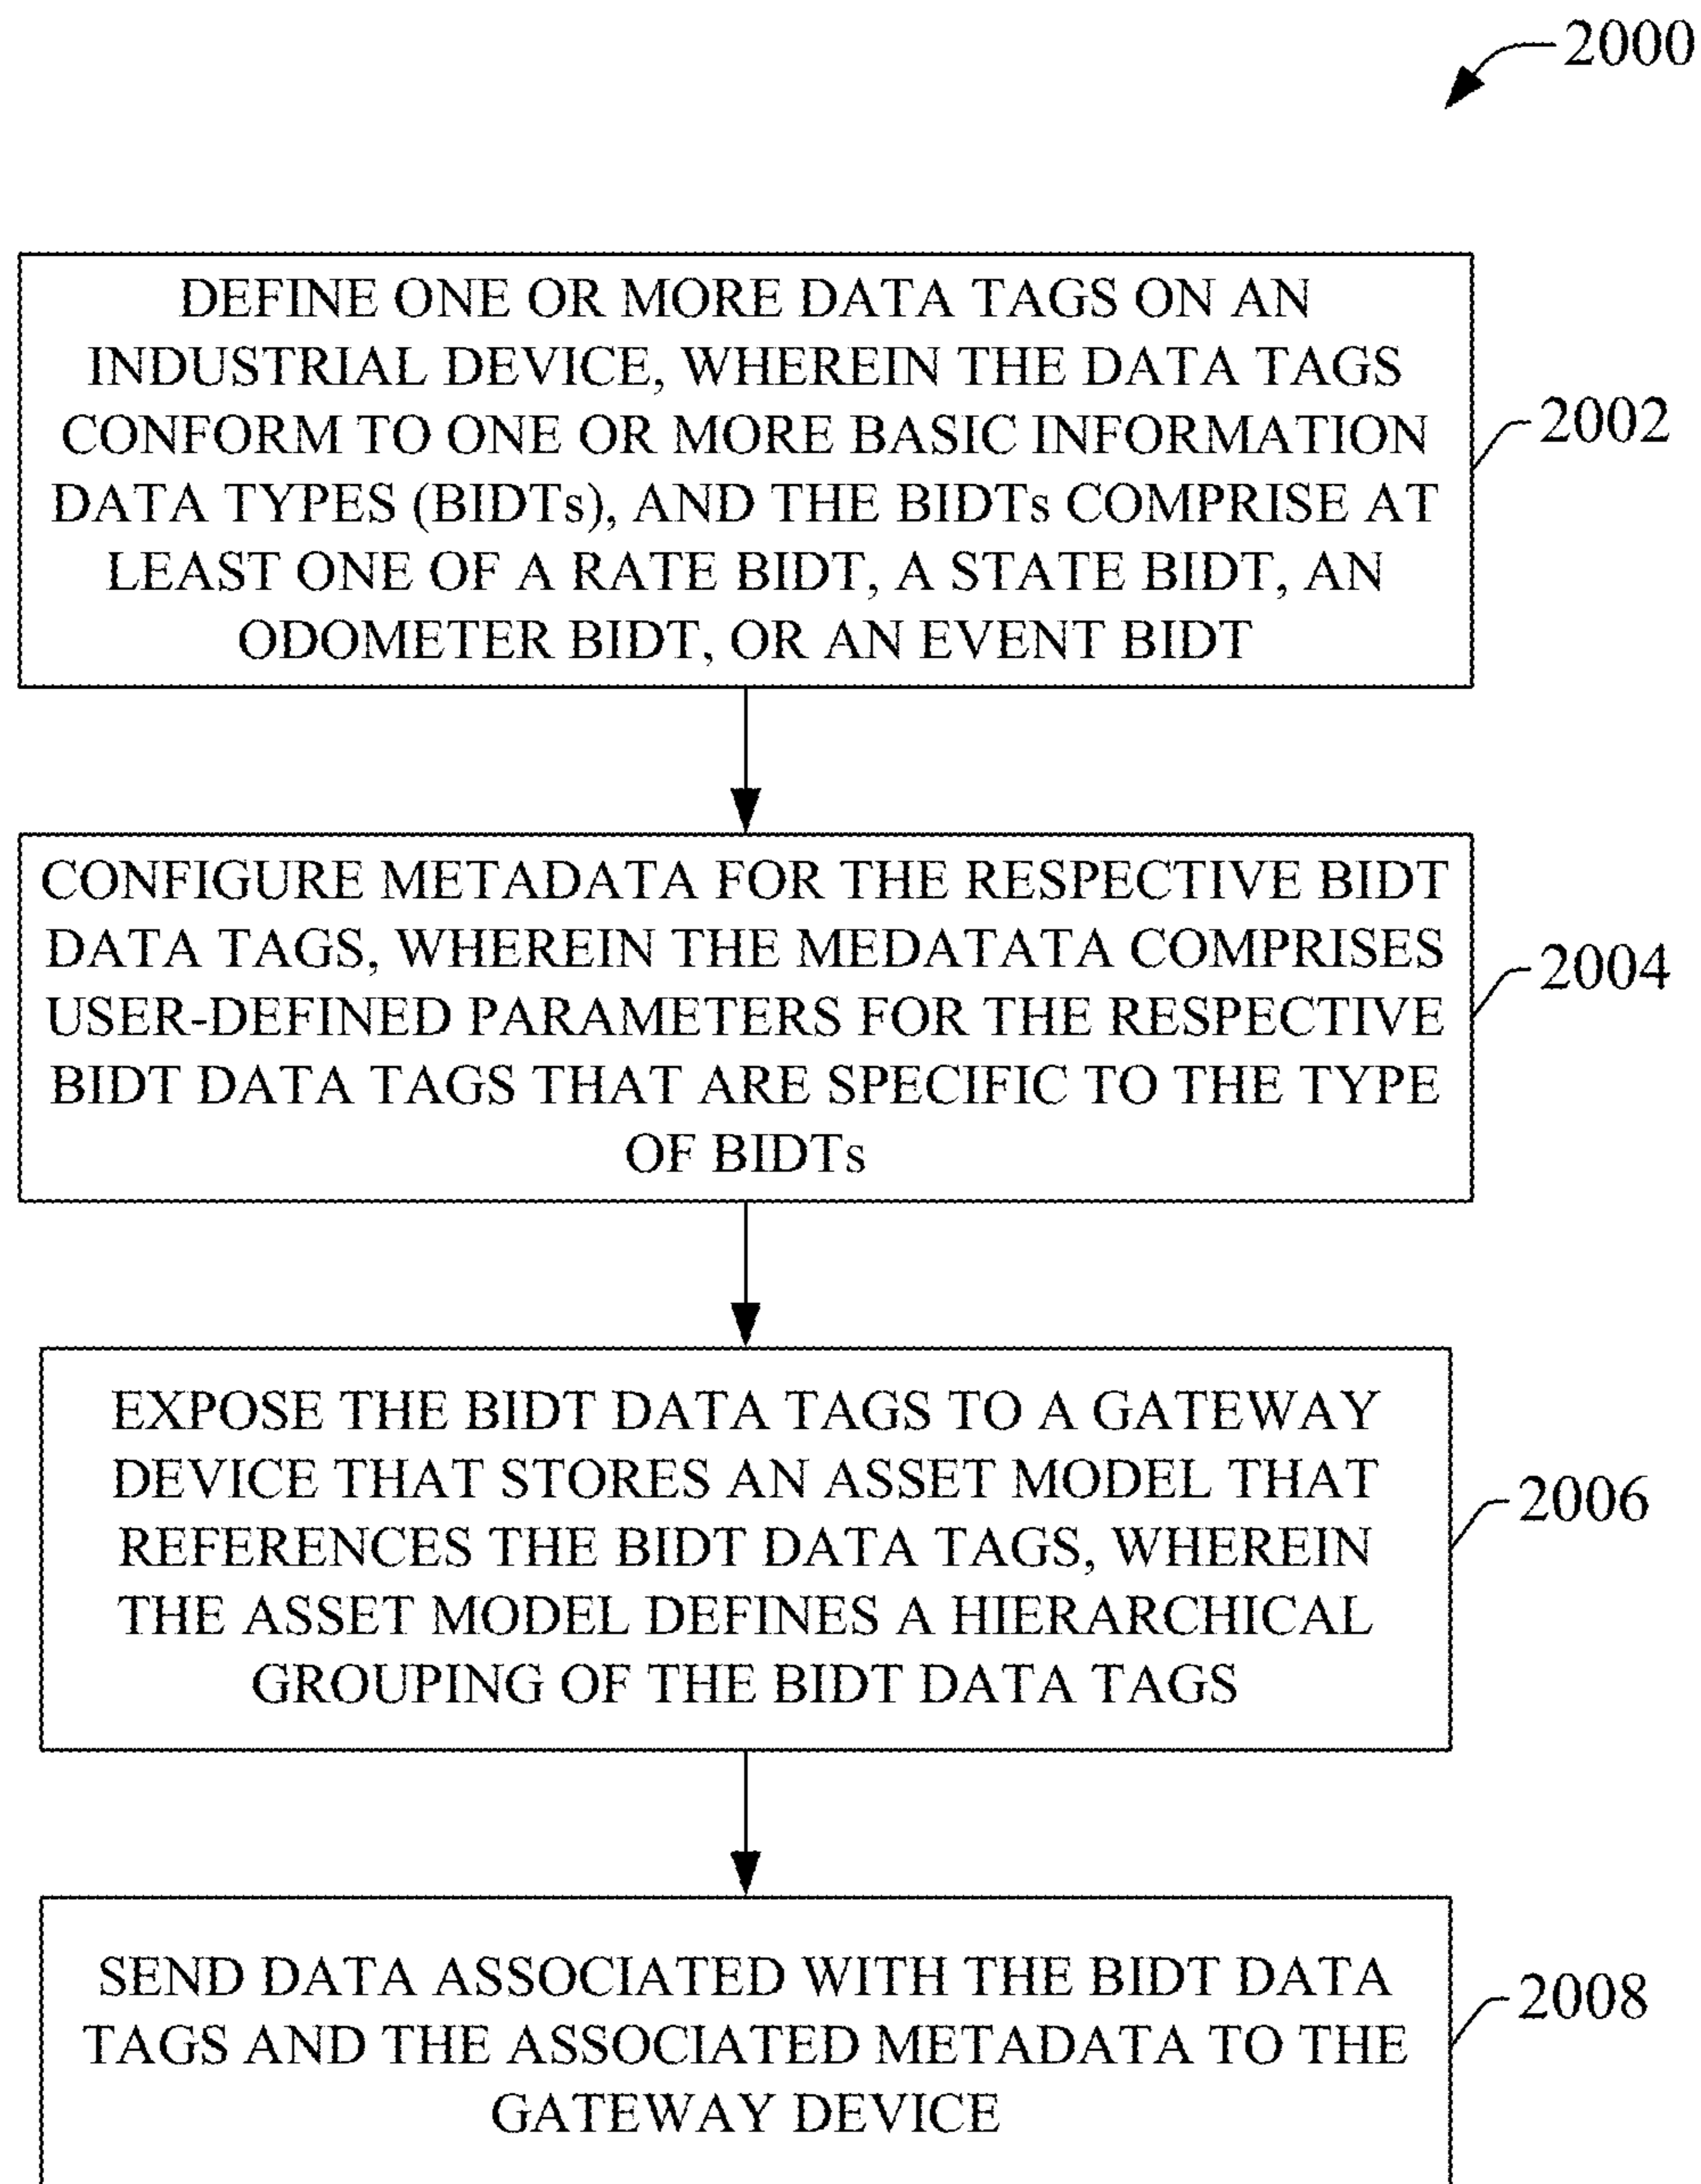 2000
DEFINE ONE OR MORE DATA TAGS ON AN
INDUSTRIAL DEVICE, WHEREIN THE DATA TAGS
CONFORM TO ONE OR MORE BASIC INFORMATION
DATA TYPES (BIDTs), AND THE BIDTs COMPRISE AT
LEAST ONE OF A RATE BIDT, A STATE BIDT, AN
ODOMETER BIDT, OR AN EVENT BIDT
2002
CONFIGURE METADATA FOR THE RESPECTIVE BIDT
DATA TAGS, WHEREIN THE MEDATATA COMPRISES
USER-DEFINED PARAMETERS FOR THE RESPECTIVE
BIDT DATA TAGS THAT ARE SPECIFIC TO THE TYPE
OF BIDTs
2004
EXPOSE THE BIDT DATA TAGS TO A GATEWAY
DEVICE THAT STORES AN ASSET MODEL THAT
REFERENCES THE BIDT DATA TAGS, WHEREIN
THE ASSET MODEL DEFINES A HIERARCHICAL
GROUPING OF THE BIDT DATA TAGS
2006
SEND DATA ASSOCIATED WITH THE BIDT DATA
TAGS AND THE ASSOCIATED METADATA TO THE
GATEWAY DEVICE
2008